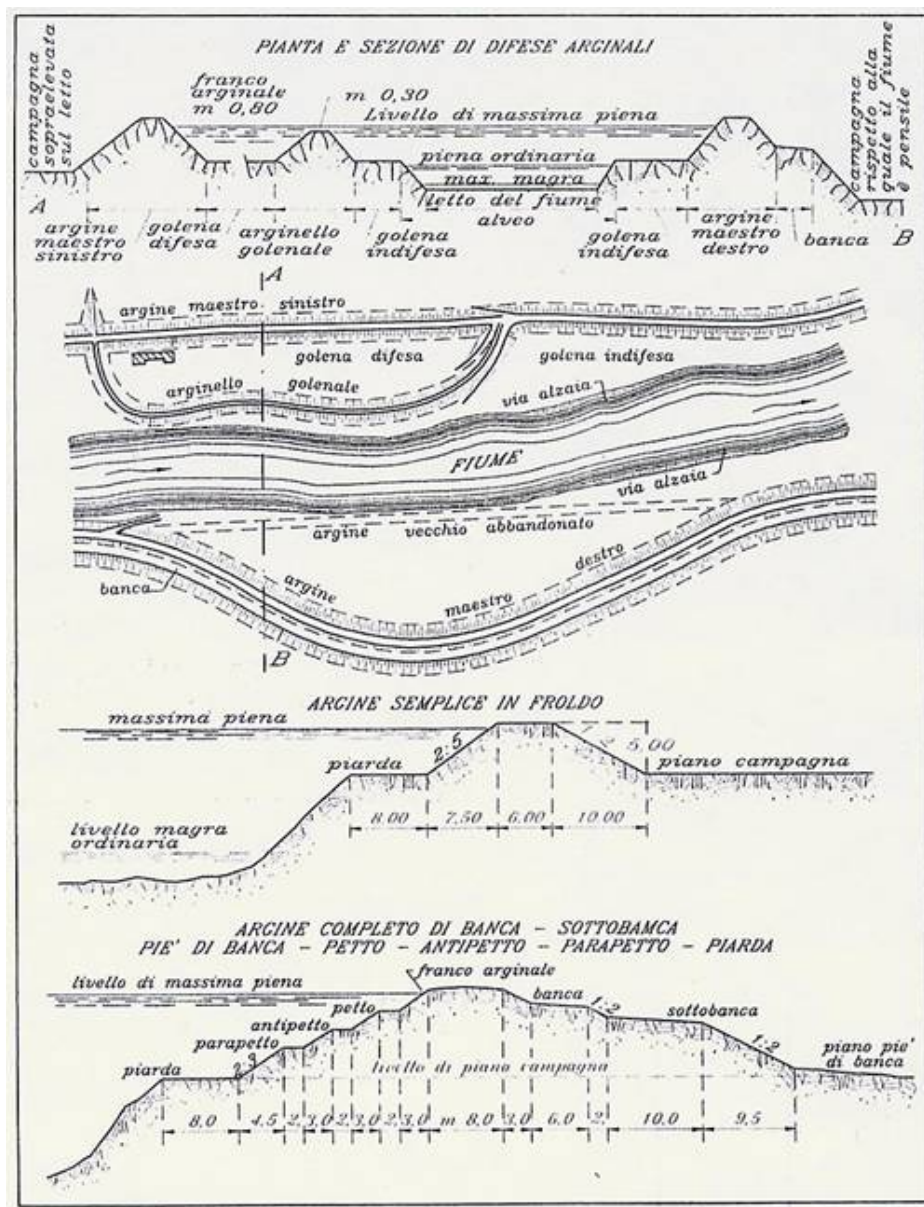 PIANTA E SEZIONE DI DIFESE ARGINALI
campagna
sopraelevata
sul letto
franco
arginale
m 0,80
m 0,30
Livello di massima piena
piena ordinaria
max. magra
letto del fiume
alveo
campagna
rispetto alla
quale il fiume
è pensile
A
argine
maestro
sinistro
golena
difesa
arginello
golenale
golena
indifesa
golena
indifesa
argine
maestro
destro
banca
B
A
argine maestro sinistro
golena difesa
golena indifesa
arginello golenale
via alzaia
FIUME
via alzaia
argine vecchio abbandonato
banca
argine maestro destro
B
ARGINE SEMPLICE IN FROLDO
massima piena
piarda
2:5
1:2
5,00
piano campagna
8,00 7,50 6,00 10,00
livello magra
ordinaria
ARGINE COMPLETO DI BANCA - SOTTOBAMCA
PIE' DI BANCA - PETTO - ANTIPETTO - PARAPETTO - PIARDA
livello di massima piena
franco arginale
petto
antipetto
parapetto
piarda
2:3
banca
1:2
sottobanca
1:2
piano pie'
di banca
livello di piano campagna
8,0 4,5 2, 3,0 2, 3,0 2, 3,0 m 8,0 3,0 6,0 2, 10,0 9,5